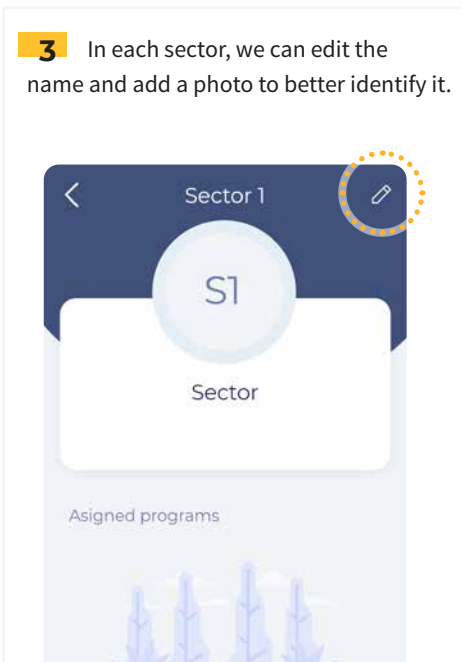 3 In each sector, we can edit the
name and add a photo to better identify it.
Sector 1
S1
Sector
Asigned programs